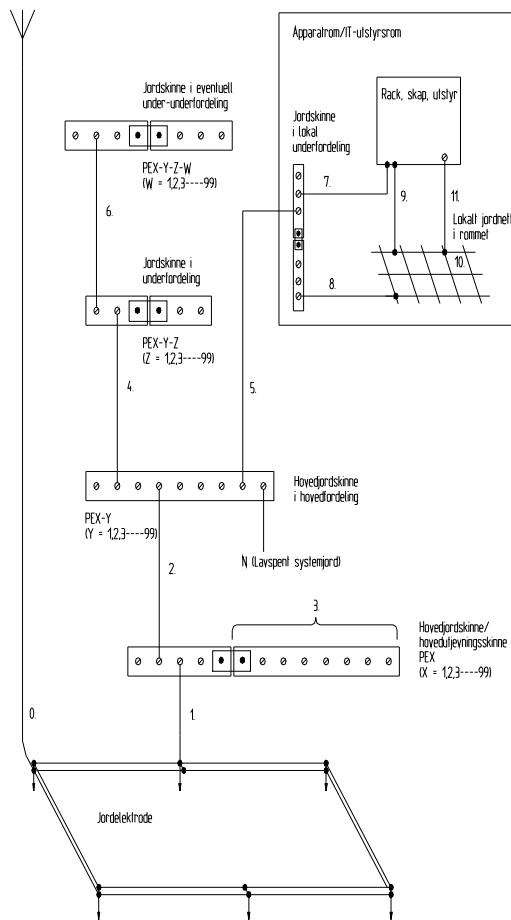 Apparatrom/IT-utstyrsrom
Jordskinne i eventuell
under-underfordeling
Jordskinne
i lokal
underfordeling
Rack, skap, utstyr
PEX-Y-Z-W
(W = 1,2,3----99)
7.
9.
11.
6.
Lokalt jordnett
i rommet
10.
Jordskinne i
underfordeling
8.
PEX-Y-Z
(Z = 1,2,3----99)
4.
5.
Hovedjordskinne
i hovedfordeling
PEX-Y
(Y = 1,2,3----99)
N (Lavspent systemjord)
2.
3.
Hovedjordskinne/
hovedutjevningsskinne
PEX
(X = 1,2,3----99)
0.
1.
Jordelektrode